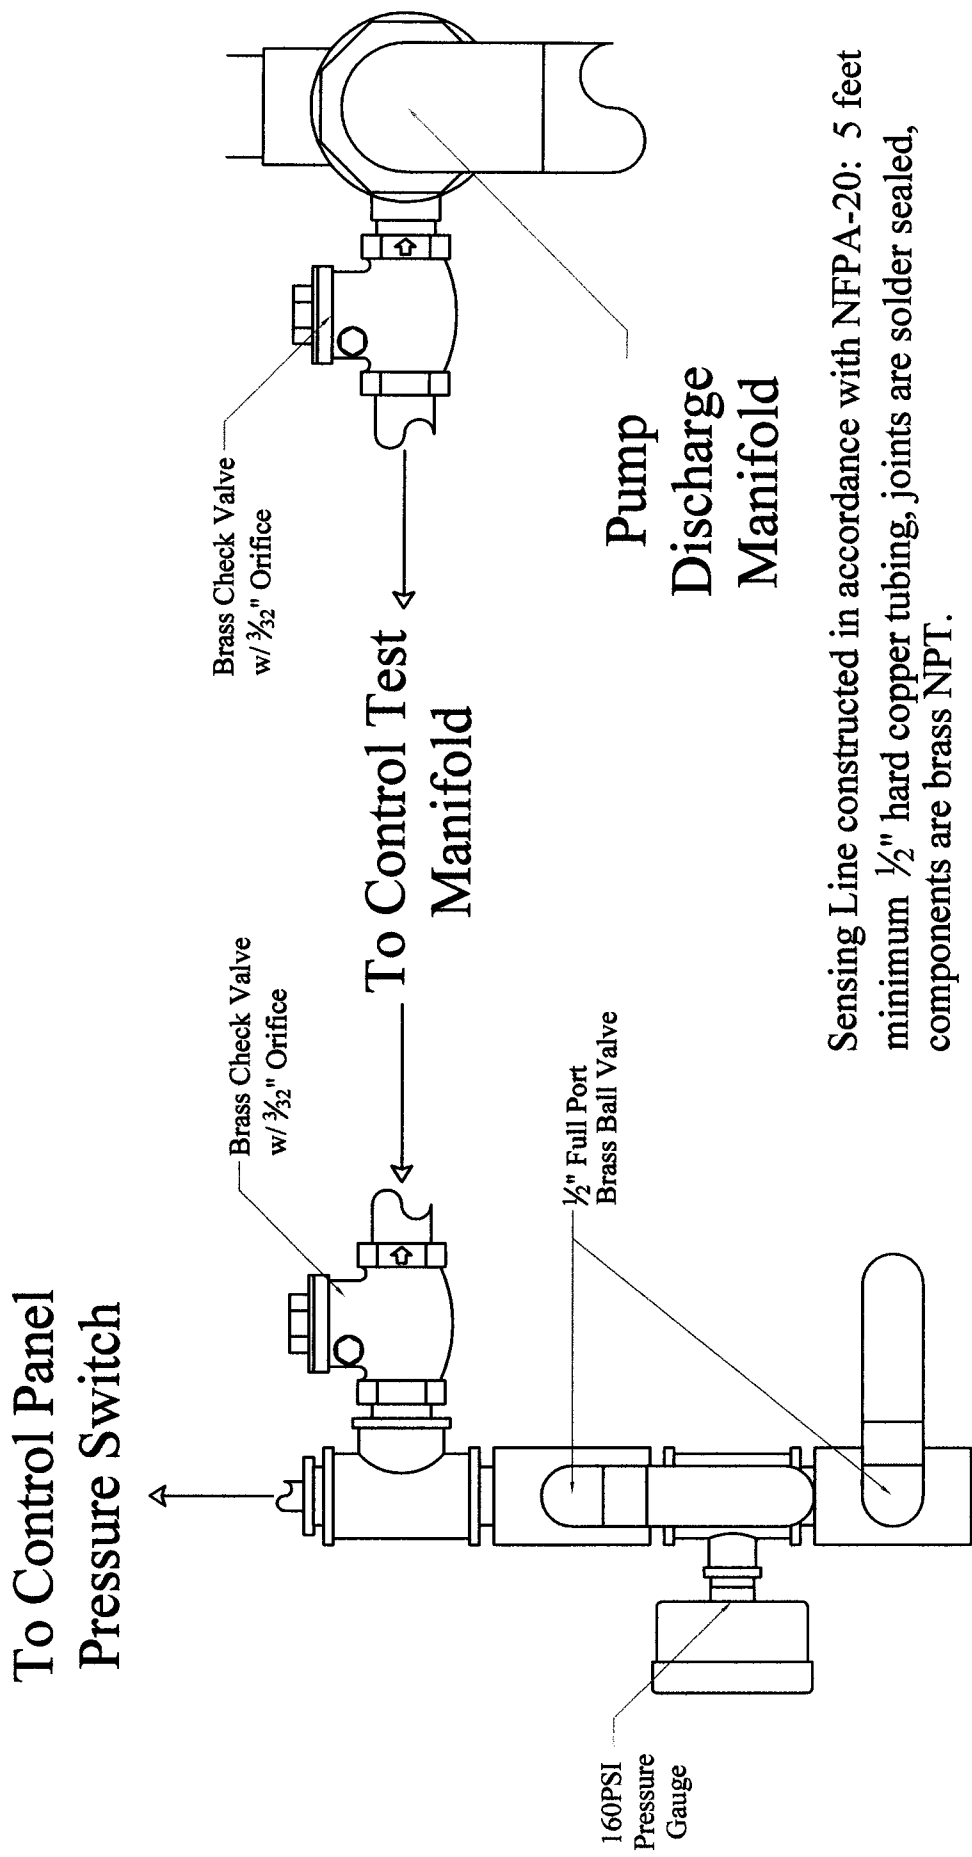 To Control Panel
Pressure Switch
Brass Check Valve
w/ 3⁄32" Orifice
Brass Check Valve
w/ 3⁄32" Orifice
To Control Test
Manifold
160PSI
Pressure
Gauge
½" Full Port
Brass Ball Valve
Pump
Discharge
Manifold
Sensing Line constructed in accordance with NFPA-20: 5 feet
minimum ½" hard copper tubing, joints are solder sealed,
components are brass NPT.